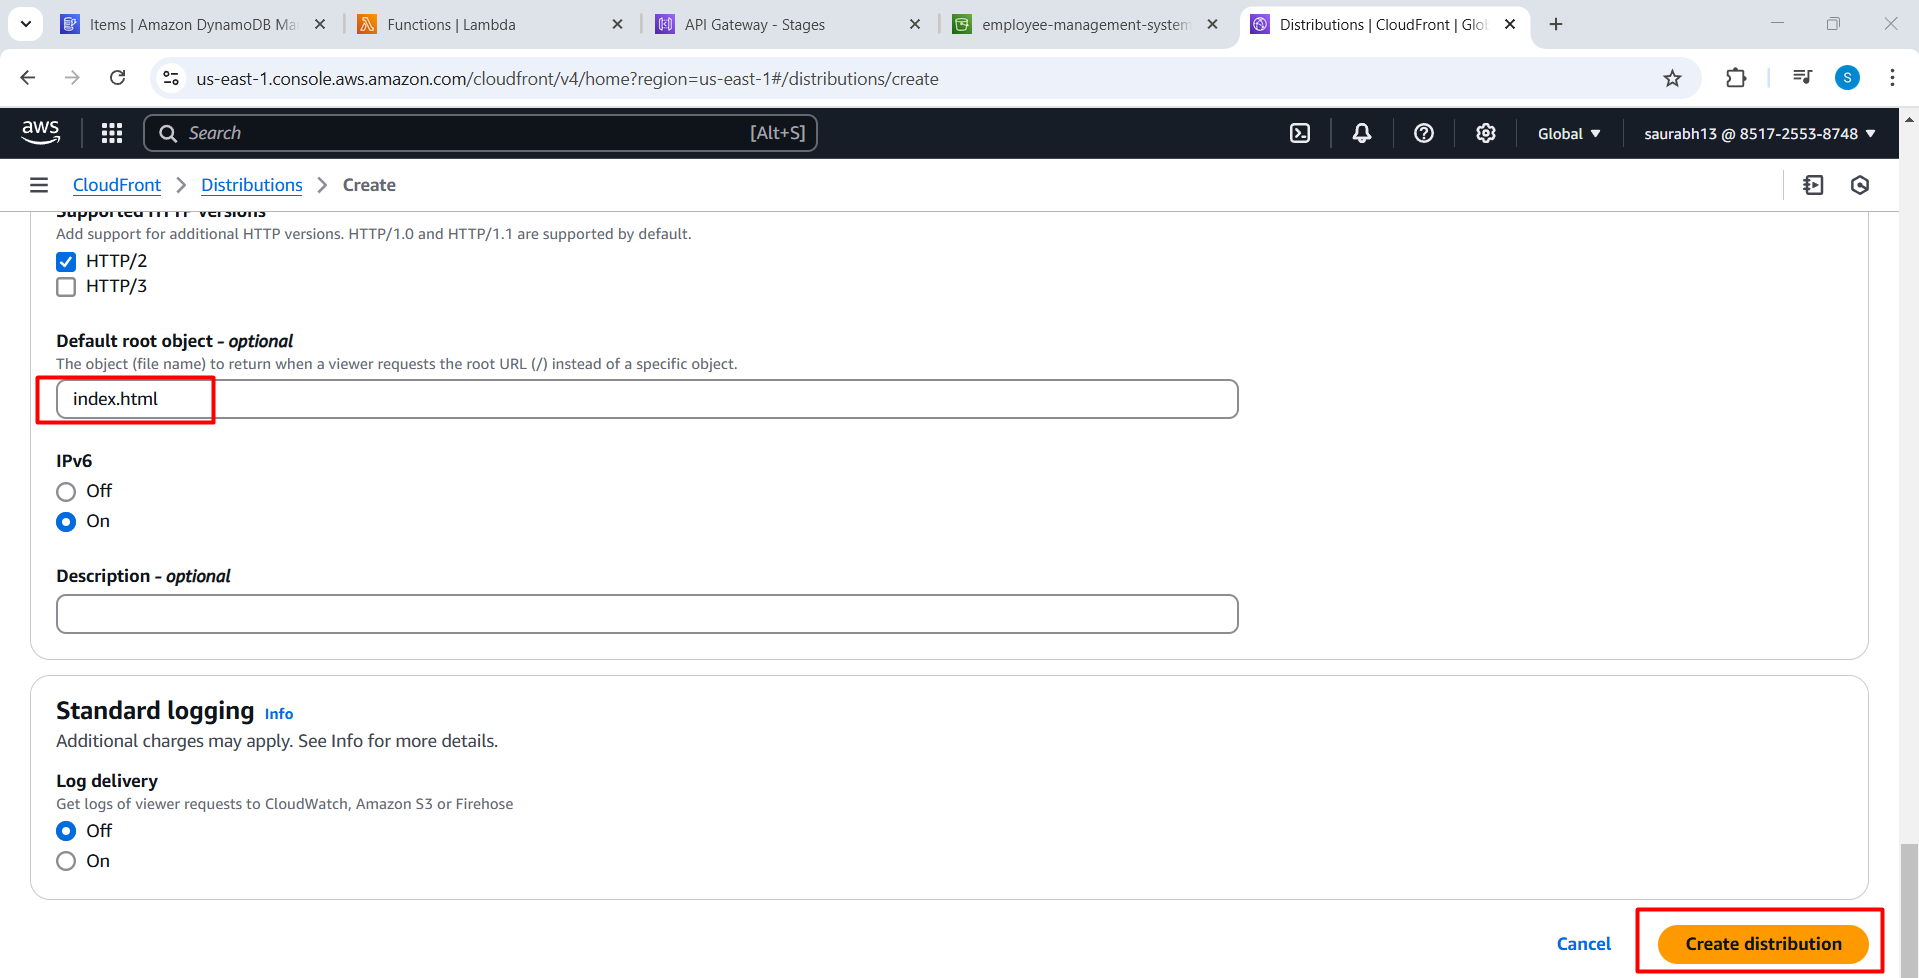 Items | Amazon DynamoDB Ma
Functions | Lambda
API Gateway - Stages
employee-management-system
Distributions | CloudFront | Glo
us-east-1.console.aws.amazon.com/cloudfront/v4/home?region=us-east-1#/distributions/create
S
aws
Search
[Alt+S]
Global
saurabh13 @ 8517-2553-8748
CloudFront
Distributions
Create
Supported HTTP versions
Add support for additional HTTP versions. HTTP/1.0 and HTTP/1.1 are supported by default.
HTTP/2
HTTP/3
Default root object - optional
The object (file name) to return when a viewer requests the root URL (/) instead of a specific object.
index.html
IPv6
Off
On
Description - optional
Standard logging Info
Additional charges may apply. See Info for more details.
Log delivery
Get logs of viewer requests to CloudWatch, Amazon S3 or Firehose
Off
On
Cancel
Create distribution